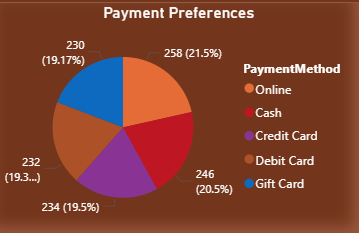 Payment Preferences
230
(19.17%)
258 (21.5%)
232
(19.3...)
234 (19.5%)
246
(20.5%)
PaymentMethod
Online
Cash
Credit Card
Debit Card
Gift Card